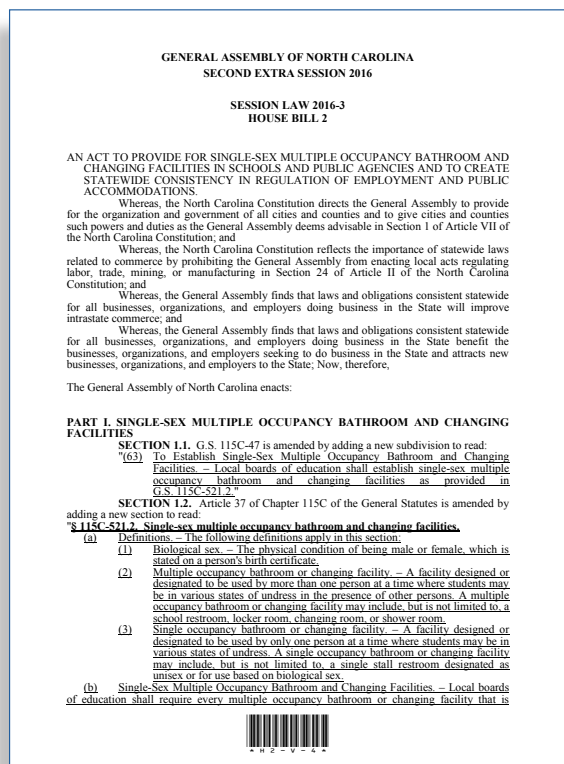 GENERAL ASSEMBLY OF NORTH CAROLINA
SECOND EXTRA SESSION 2016
SESSION LAW 2016-3
HOUSE BILL 2
AN ACT TO PROVIDE FOR SINGLE-SEX MULTIPLE OCCUPANCY BATHROOM AND
CHANGING FACILITIES IN SCHOOLS AND PUBLIC AGENCIES AND TO CREATE
STATEWIDE CONSISTENCY IN REGULATION OF EMPLOYMENT AND PUBLIC
ACCOMMODATIONS.
Whereas, the North Carolina Constitution directs the General Assembly to provide
for the organization and government of all cities and counties and to give cities and counties
such powers and duties as the General Assembly deems advisable in Section 1 of Article VII of
the North Carolina Constitution; and
Whereas, the North Carolina Constitution reflects the importance of statewide laws
related to commerce by prohibiting the General Assembly from enacting local acts regulating
labor, trade, mining, or manufacturing in Section 24 of Article II of the North Carolina
Constitution; and
Whereas, the General Assembly finds that laws and obligations consistent statewide
for all businesses, organizations, and employers doing business in the State will improve
intrastate commerce; and
Whereas, the General Assembly finds that laws and obligations consistent statewide
for all businesses, organizations, and employers doing business in the State benefit the
businesses, organizations, and employers seeking to do business in the State and attracts new
businesses, organizations, and employers to the State; Now, therefore,
The General Assembly of North Carolina enacts:
PART I. SINGLE-SEX MULTIPLE OCCUPANCY BATHROOM AND CHANGING
FACILITIES
SECTION 1.1. G.S. 115C-47 is amended by adding a new subdivision to read:
"(63) To Establish Single-Sex Multiple Occupancy Bathroom and Changing
Facilities. – Local boards of education shall establish single-sex multiple
occupancy bathroom and changing facilities as provided in
G.S. 115C-521.2."
SECTION 1.2. Article 37 of Chapter 115C of the General Statutes is amended by
adding a new section to read:
"§ 115C-521.2. Single-sex multiple occupancy bathroom and changing facilities.
(a) Definitions. – The following definitions apply in this section:
(1) Biological sex. – The physical condition of being male or female, which is
stated on a person's birth certificate.
(2) Multiple occupancy bathroom or changing facility. – A facility designed or
designated to be used by more than one person at a time where students may
be in various states of undress in the presence of other persons. A multiple
occupancy bathroom or changing facility may include, but is not limited to, a
school restroom, locker room, changing room, or shower room.
(3) Single occupancy bathroom or changing facility. – A facility designed or
designated to be used by only one person at a time where students may be in
various states of undress. A single occupancy bathroom or changing facility
may include, but is not limited to, a single stall restroom designated as
unisex or for use based on biological sex.
(b) Single-Sex Multiple Occupancy Bathroom and Changing Facilities. – Local boards
of education shall require every multiple occupancy bathroom or changing facility that is
*H2-V-4*